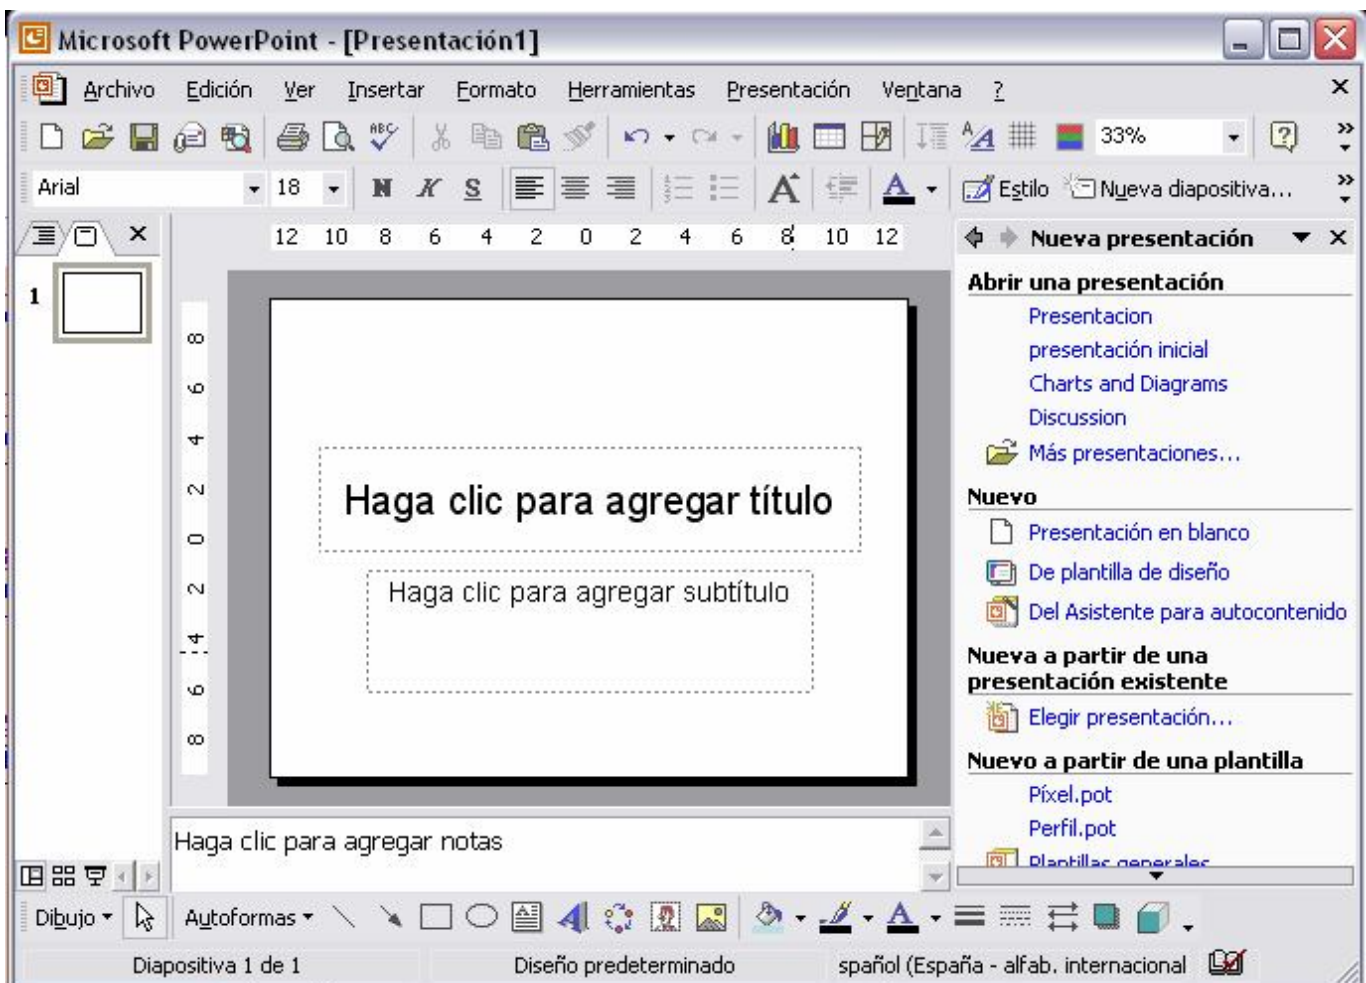 Microsoft PowerPoint - [Presentación1]
Archivo Edición Ver Insertar Formato Herramientas Presentación Ventana ?
ABC 33%
Arial 18 N K S A A Estilo Nueva diapositiva...
12 10 8 6 4 2 0 2 4 6 8 10 12
Nueva presentación
1
8 6 4 2 0 2 4 6 8
Haga clic para agregar título
Haga clic para agregar subtítulo
Haga clic para agregar notas
Abrir una presentación
Presentacion
presentación inicial
Charts and Diagrams
Discussion
Más presentaciones...
Nuevo
Presentación en blanco
De plantilla de diseño
Del Asistente para autocontenido
Nueva a partir de una
presentación existente
Elegir presentación...
Nuevo a partir de una plantilla
Píxel.pot
Perfil.pot
Plantillas generales
Dibujo Autoformas A A
Diapositiva 1 de 1 Diseño predeterminado spañol (España - alfab. internacional